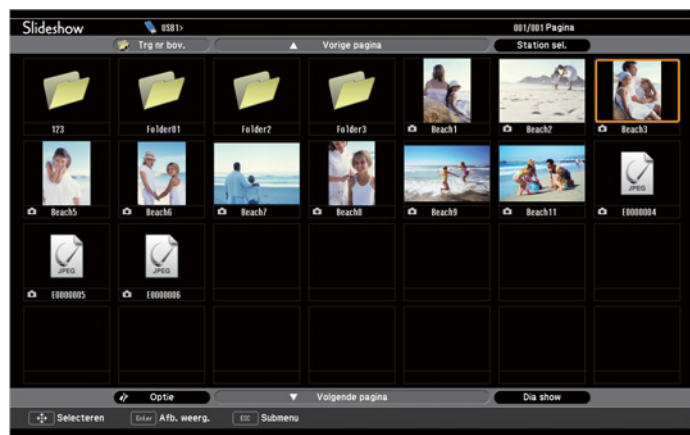 Slideshow 0581> 001/001 Pagina
Trg nr bov. Vorige pagina Station sel.
123 Folder01 Folder2 Folder3 Beach1 Beach2 Beach3
JPEG
Beach5 Beach6 Beach7 Beach8 Beach9 Beach11 E0000004
JPEG JPEG
E0000005 E0000006
Optie Volgende pagina Dia show
Selecteren Enter Afb. weerg. ESC Submenu